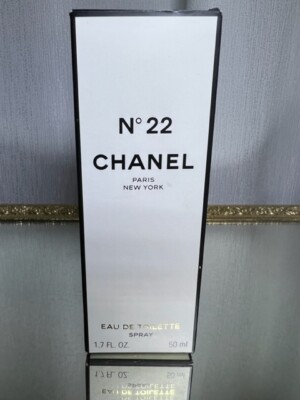 N° 22
CHANEL
PARIS
NEW YORK
EAU DE TOILETTE
SPRAY
1.7 FL. OZ. 50 ml